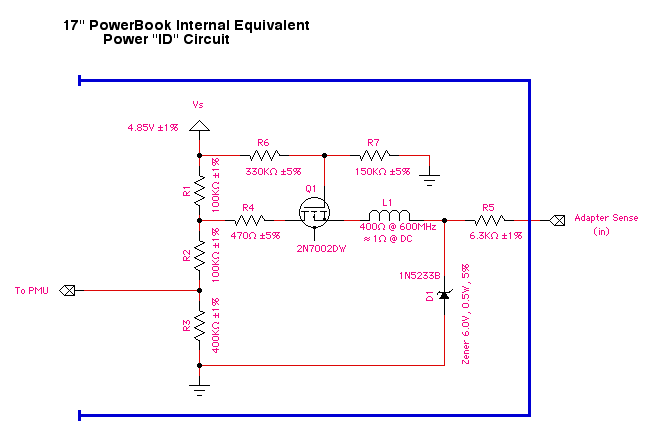 17" PowerBook Internal Equivalent
Power "ID" Circuit
Vs
4.85V ±1%
R6
330KΩ ±5%
R7
150KΩ ±5%
R1
100KΩ ±1%
Q1
2N7002DW
R4
470Ω ±5%
L1
400Ω @ 600MHz
≈ 1Ω @ DC
R5
6.3KΩ ±1%
Adapter Sense
(in)
R2
100KΩ ±1%
1N5233B
D1
Zener 6.0V, 0.5W, 5%
To PMU
R3
400KΩ ±1%